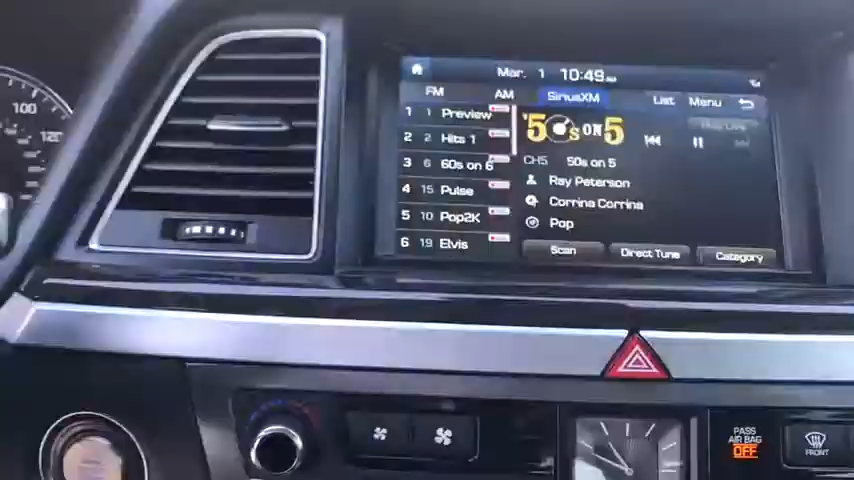 Mar. 1 10:49 AM
FM AM SiriusXM List Menu
1 1 Preview
2 2 Hits 1
3 6 60s on 6
4 15 Pulse
5 10 Pop2K
6 19 Elvis
'50s ON 5
CH5 50s on 5
Ray Peterson
Corrina Corrina
Pop
Scan Direct Tune Category
100
120
PASS
AIR BAG
OFF
FRONT